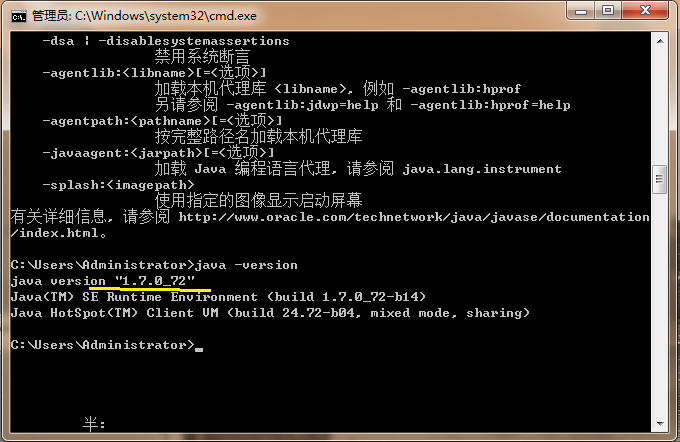 管理员: C:\Windows\system32\cmd.exe
-dsa | -disablesystemassertions
禁用系统断言
-agentlib:<libname>[=<选项>]
加载本机代理库 <libname>, 例如 -agentlib:hprof
另请参阅 -agentlib:jdwp=help 和 -agentlib:hprof=help
-agentpath:<pathname>[=<选项>]
按完整路径名加载本机代理库
-javaagent:<jarpath>[=<选项>]
加载 Java 编程语言代理, 请参阅 java.lang.instrument
-splash:<imagepath>
使用指定的图像显示启动屏幕
有关详细信息, 请参阅 http://www.oracle.com/technetwork/java/javase/documentation
/index.html。
C:\Users\Administrator>java -version
java version "1.7.0_72"
Java(TM) SE Runtime Environment (build 1.7.0_72-b14)
Java HotSpot(TM) Client VM (build 24.72-b04, mixed mode, sharing)
C:\Users\Administrator>_
半: